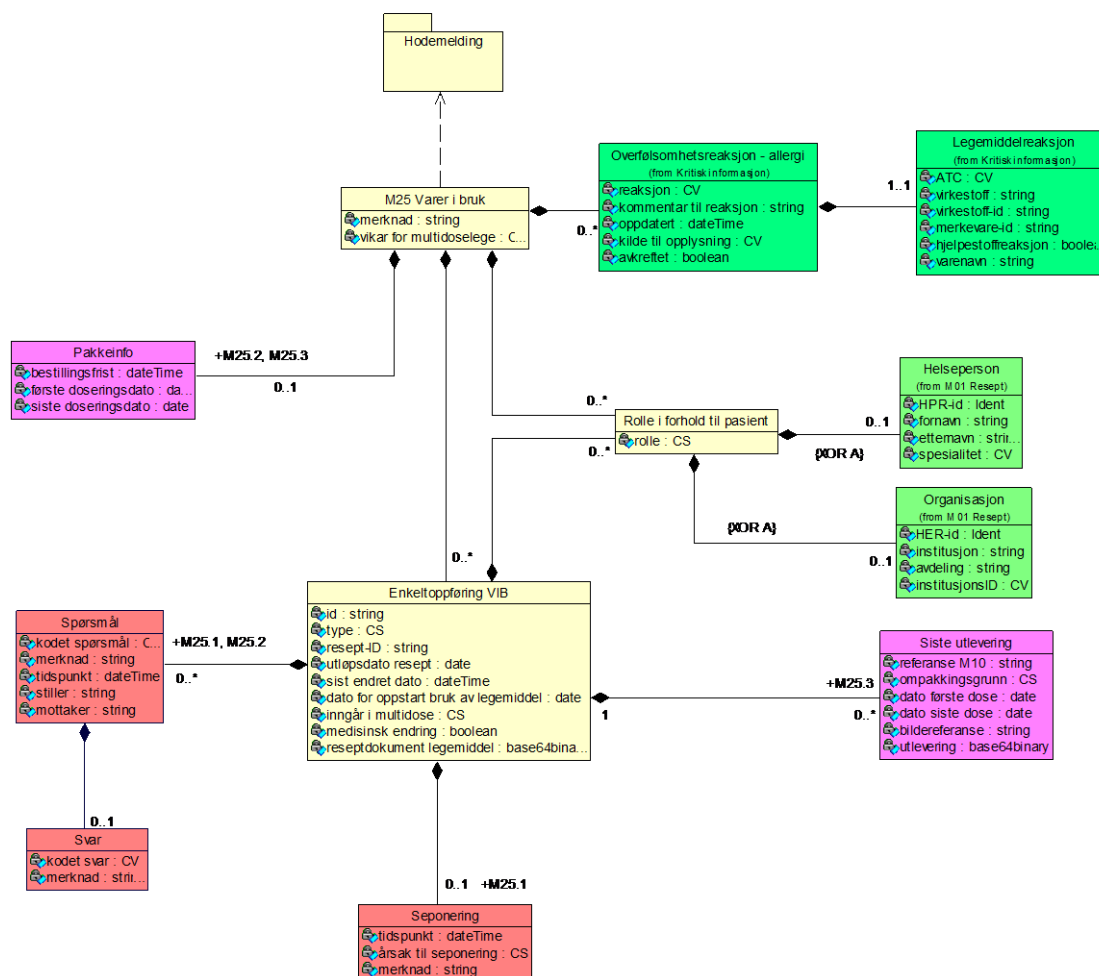 Hodemelding
M25 Varer i bruk
merknad : string
vikar for multidoselege : C...
Overfølsomhetsreaksjon - allergi
(from Kritisk informasjon)
reaksjon : CV
kommentar til reaksjon : string
oppdatert : dateTime
kilde til opplysning : CV
avkreftet : boolean
0..*
Legemiddelreaksjon
(from Kritisk informasjon)
ATC : CV
virkestoff : string
virkestoff-id : string
merkevare-id : string
hjelpestoffreaksjon : boolea
varenavn : string
1..1
Pakkeinfo
bestillingsfrist : dateTime
første doseringsdato : da...
siste doseringsdato : date
+M25.2, M25.3
0..1
Rolle i forhold til pasient
rolle : CS
0..*
0..*
Helseperson
(from M01 Resept)
HPR-id : Ident
fornavn : string
etternavn : strin...
spesialitet : CV
0..1
{XOR A}
Organisasjon
(from M01 Resept)
HER-id : Ident
institusjon : string
avdeling : string
institusjonsID : CV
{XOR A}
0..1
0..*
Enkeltoppføring VIB
id : string
type : CS
resept-ID : string
utløpsdato resept : date
sist endret dato : dateTime
dato for oppstart bruk av legemiddel : date
inngår i multidose : CS
medisinsk endring : boolean
reseptdokument legemiddel : base64bina...
Spørsmål
kodet spørsmål : C...
merknad : string
tidspunkt : dateTime
stiller : string
mottaker : string
+M25.1, M25.2
0..*
Siste utlevering
referanse M10 : string
ompakkingsgrunn : CS
dato første dose : date
dato siste dose : date
bildereferanse : string
utlevering : base64binary
+M25.3
1
0..*
0..1
Svar
kodet svar : CV
merknad : strin...
0..1 +M25.1
Seponering
tidspunkt : dateTime
årsak til seponering : CS
merknad : string